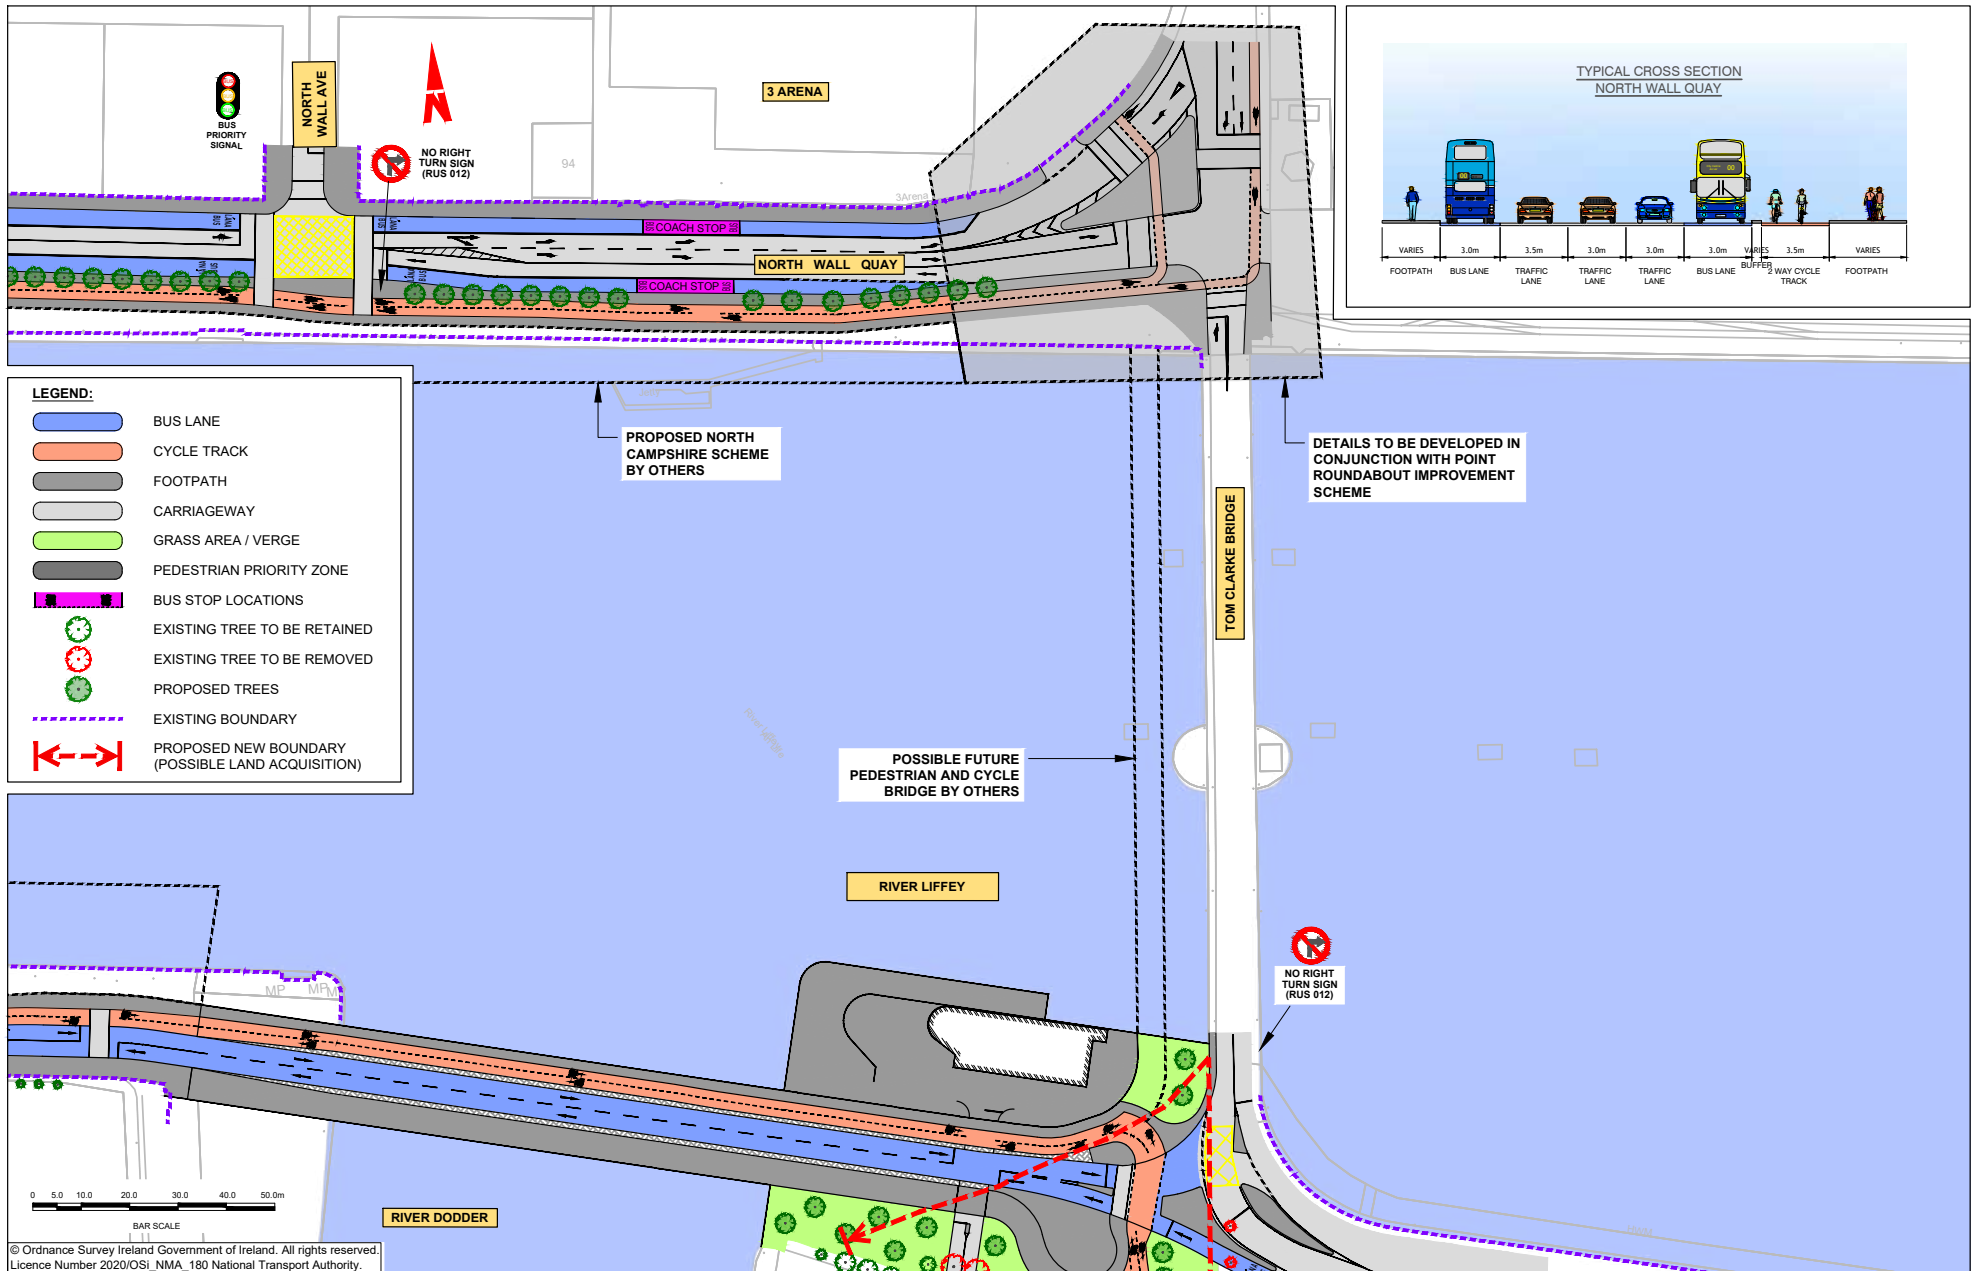 NORTH
WALL AVE
BUS
PRIORITY
SIGNAL
NO RIGHT
TURN SIGN
(RUS 012)
3 ARENA
94
3Arena
COACH STOP
NORTH WALL QUAY
COACH STOP
TYPICAL CROSS SECTION
NORTH WALL QUAY
VARIES
3.0m
3.5m
3.0m
3.0m
3.0m
VARIES
3.5m
VARIES
FOOTPATH
BUS LANE
TRAFFIC
LANE
TRAFFIC
LANE
TRAFFIC
LANE
BUS LANE
BUFFER
2 WAY CYCLE
TRACK
FOOTPATH
LEGEND:
BUS LANE
CYCLE TRACK
FOOTPATH
CARRIAGEWAY
GRASS AREA / VERGE
PEDESTRIAN PRIORITY ZONE
BUS STOP LOCATIONS
EXISTING TREE TO BE RETAINED
EXISTING TREE TO BE REMOVED
PROPOSED TREES
EXISTING BOUNDARY
PROPOSED NEW BOUNDARY
(POSSIBLE LAND ACQUISITION)
PROPOSED NORTH
CAMPSHIRE SCHEME
BY OTHERS
DETAILS TO BE DEVELOPED IN
CONJUNCTION WITH POINT
ROUNDABOUT IMPROVEMENT
SCHEME
TOM CLARKE BRIDGE
POSSIBLE FUTURE
PEDESTRIAN AND CYCLE
BRIDGE BY OTHERS
RIVER LIFFEY
NO RIGHT
TURN SIGN
(RUS 012)
MP
MP
RIVER DODDER
0 5.0 10.0 20.0 30.0 40.0 50.0m
BAR SCALE
© Ordnance Survey Ireland Government of Ireland. All rights reserved.
Licence Number 2020/OSi_NMA_180 National Transport Authority.